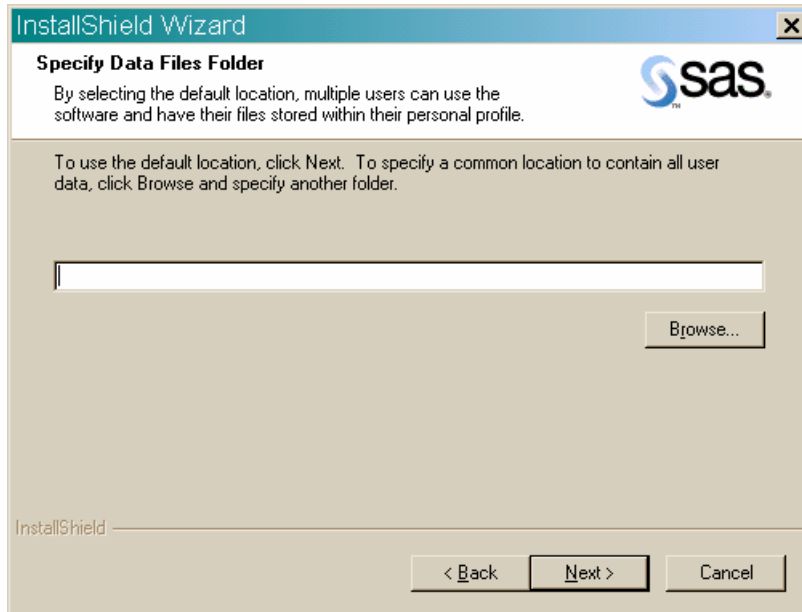 InstallShield Wizard
Specify Data Files Folder
By selecting the default location, multiple users can use the
software and have their files stored within their personal profile.
sas.
TM
To use the default location, click Next. To specify a common location to contain all user
data, click Browse and specify another folder.
Browse...
InstallShield
< Back
Next >
Cancel